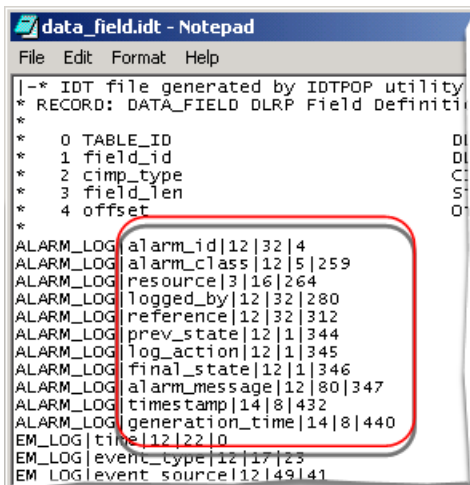 data_field.idt - Notepad
File Edit Format Help
|-* IDT file generated by IDTPOP utility
* RECORD: DATA_FIELD DLRP Field
*
* 0 TABLE_ID
* 1 field_id
* 2 cimp_type
* 3 field_len
* 4 offset
*
ALARM_LOG|alarm_id|12|32|4
ALARM_LOG|alarm_class|12|5|259
ALARM_LOG|resource|3|16|264
ALARM_LOG|logged_by|12|32|280
ALARM_LOG|reference|12|32|312
ALARM_LOG|prev_state|12|1|344
ALARM_LOG|log_action|12|1|345
ALARM_LOG|final_state|12|1|346
ALARM_LOG|alarm_message|12|80|347
ALARM_LOG|timestamp|14|8|432
ALARM_LOG|generation_time|14|8|440
EM_LOG|time|12|22|0
EM_LOG|event_type|12|17|23
EM_LOG|event_source|12|49|41